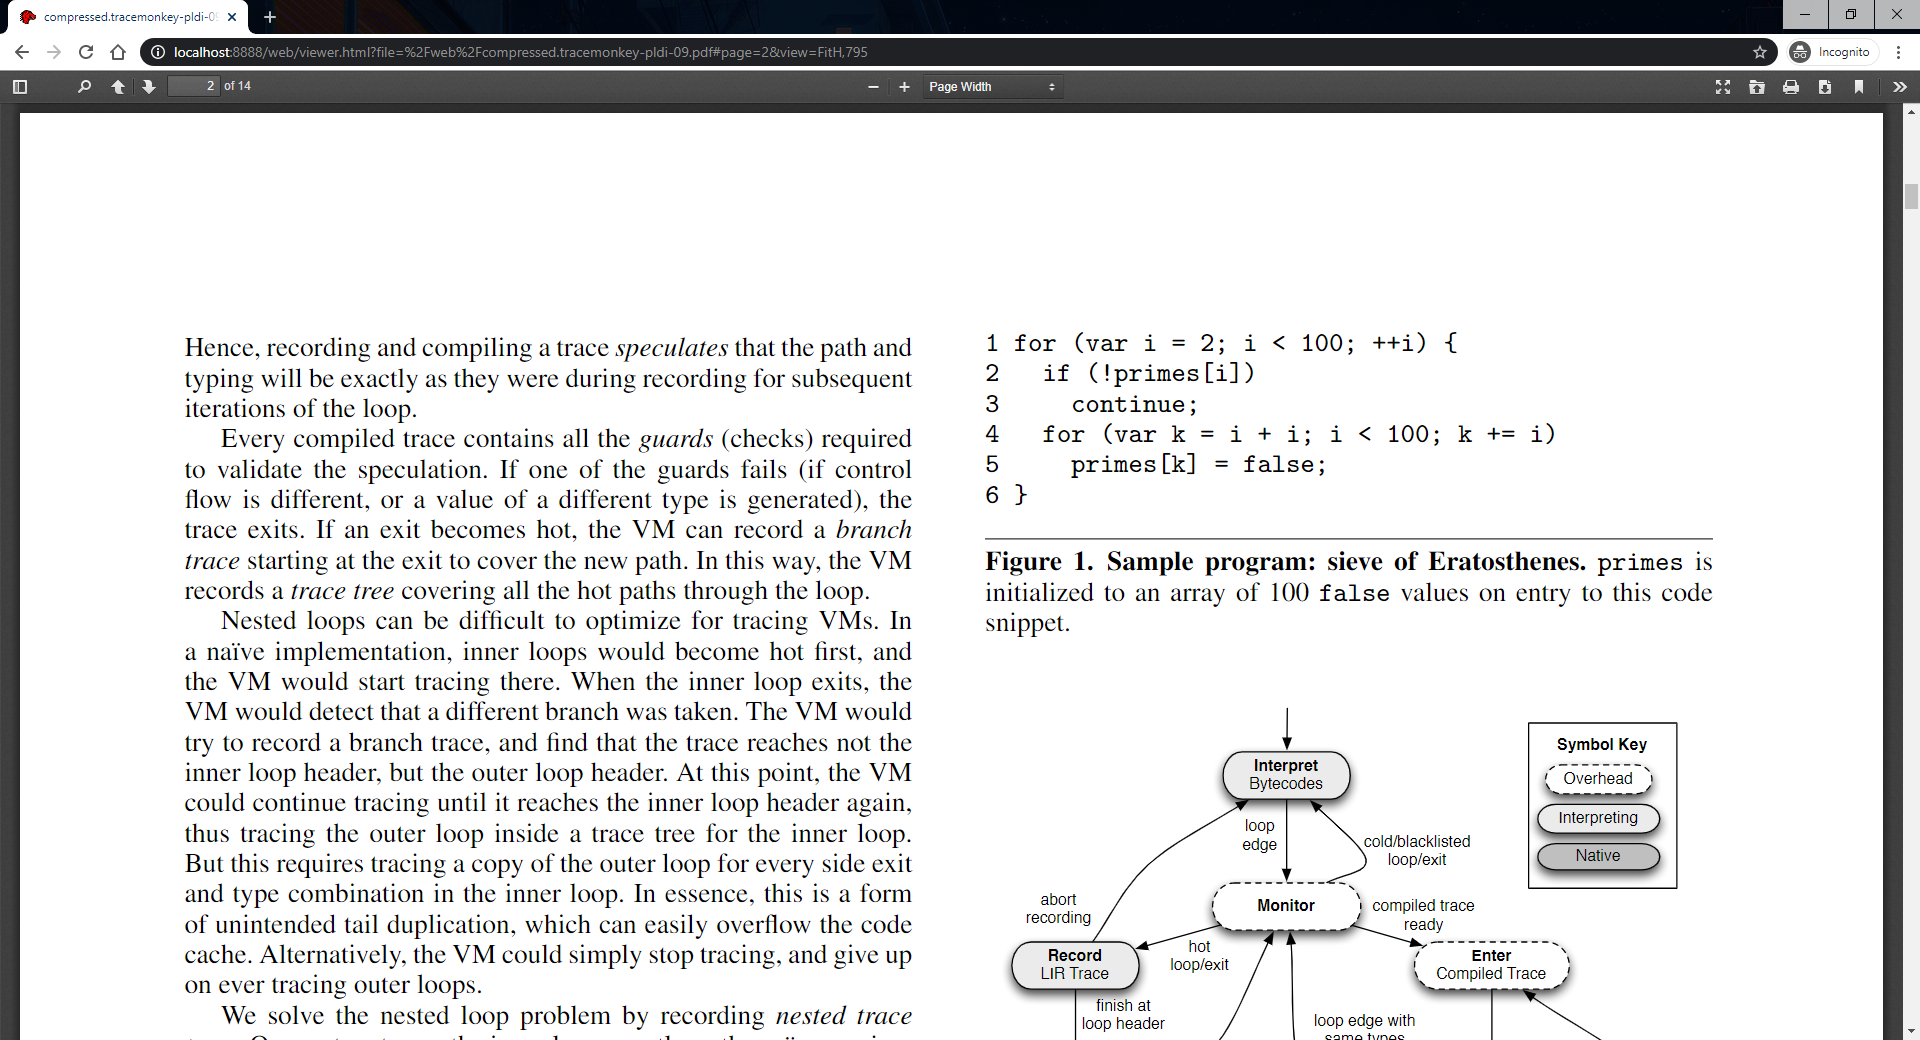 compressed.tracemonkey-pldi-09
localhost:8888/web/viewer.html?file=%2Fweb%2Fcompressed.tracemonkey-pldi-09.pdf#page=2&view=FitH,795
Incognito
2 of 14
Page Width
Hence, recording and compiling a trace speculates that the path and
typing will be exactly as they were during recording for subsequent
iterations of the loop.
Every compiled trace contains all the guards (checks) required
to validate the speculation. If one of the guards fails (if control
flow is different, or a value of a different type is generated), the
trace exits. If an exit becomes hot, the VM can record a branch
trace starting at the exit to cover the new path. In this way, the VM
records a trace tree covering all the hot paths through the loop.
Nested loops can be difficult to optimize for tracing VMs. In
a naïve implementation, inner loops would become hot first, and
the VM would start tracing there. When the inner loop exits, the
VM would detect that a different branch was taken. The VM would
try to record a branch trace, and find that the trace reaches not the
inner loop header, but the outer loop header. At this point, the VM
could continue tracing until it reaches the inner loop header again,
thus tracing the outer loop inside a trace tree for the inner loop.
But this requires tracing a copy of the outer loop for every side exit
and type combination in the inner loop. In essence, this is a form
of unintended tail duplication, which can easily overflow the code
cache. Alternatively, the VM could simply stop tracing, and give up
on ever tracing outer loops.
We solve the nested loop problem by recording nested trace
1 for (var i = 2; i < 100; ++i) {
2   if (!primes[i])
3     continue;
4   for (var k = i + i; i < 100; k += i)
5     primes[k] = false;
6 }
Figure 1. Sample program: sieve of Eratosthenes. primes is
initialized to an array of 100 false values on entry to this code
snippet.
Interpret
Bytecodes
Symbol Key
Overhead
Interpreting
Native
loop
edge
cold/blacklisted
loop/exit
abort
recording
Monitor
compiled trace
ready
hot
loop/exit
Record
LIR Trace
Enter
Compiled Trace
finish at
loop header
loop edge with
same types